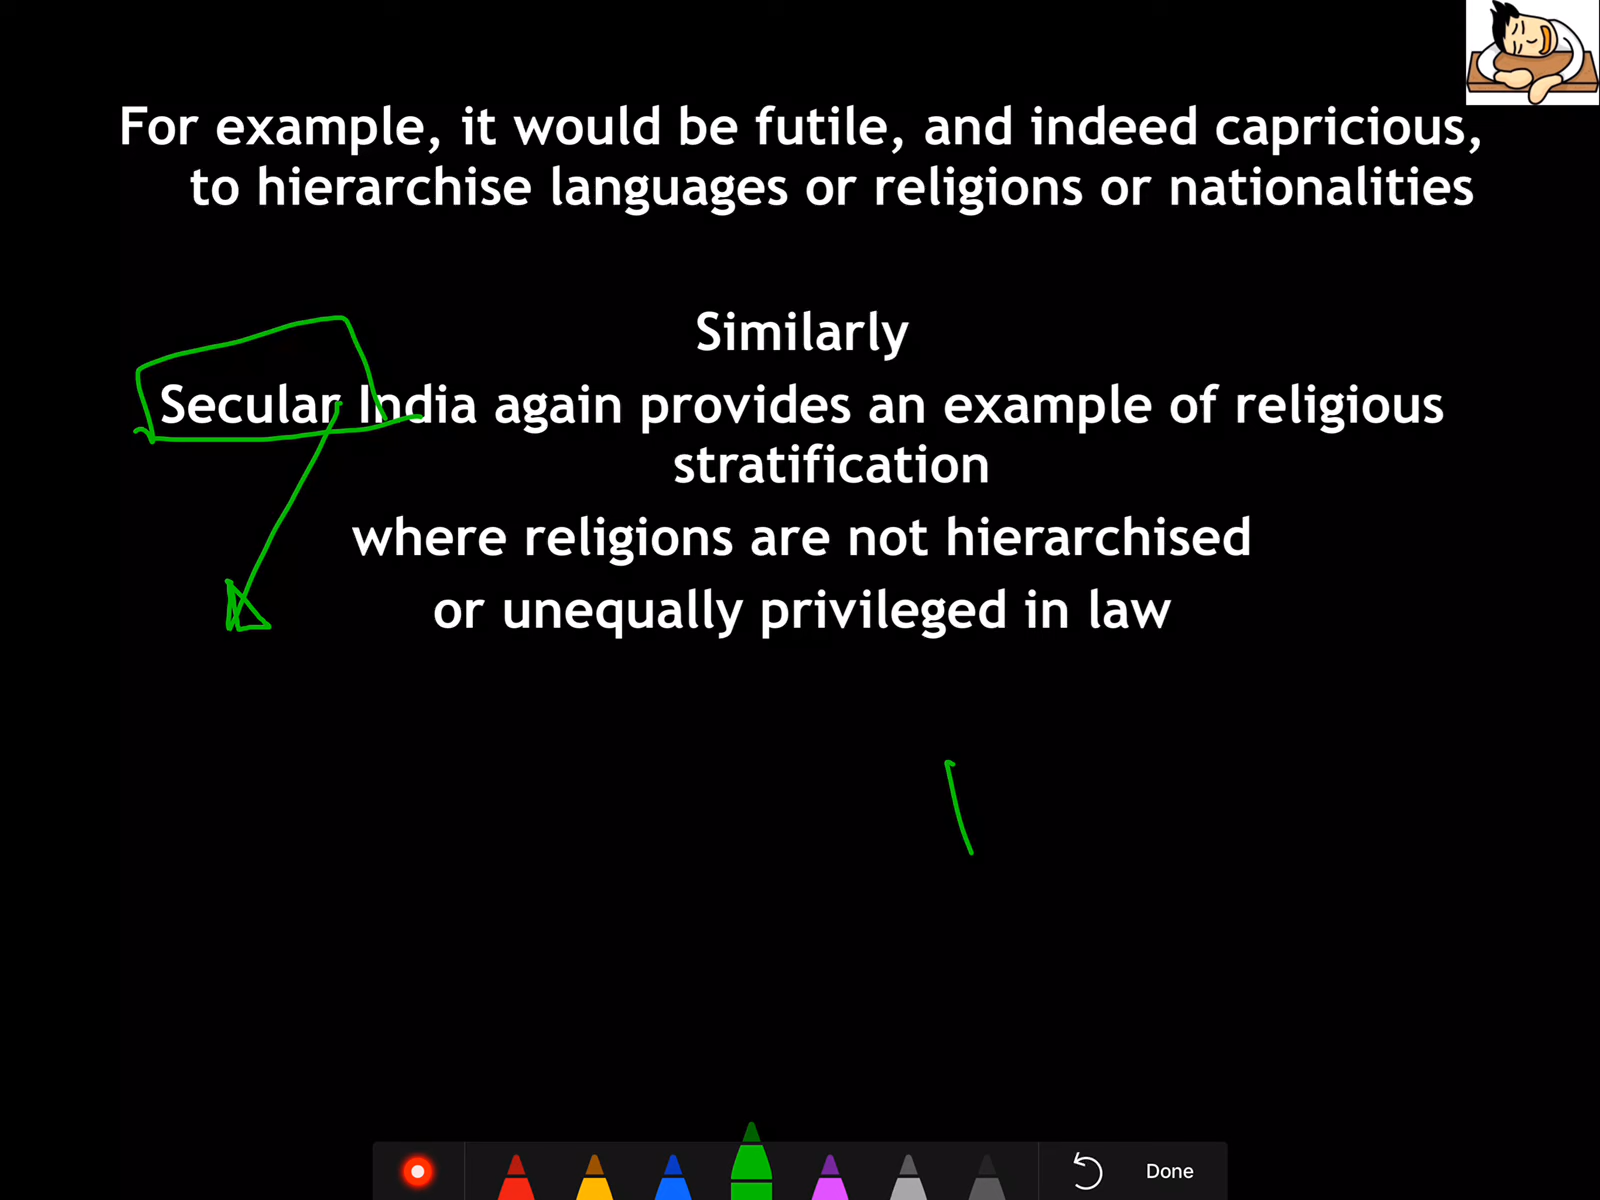 For example, it would be futile, and indeed capricious,
to hierarchise languages or religions or nationalities
Similarly
Secular India again provides an example of religious
stratification
where religions are not hierarchised
or unequally privileged in law
Done